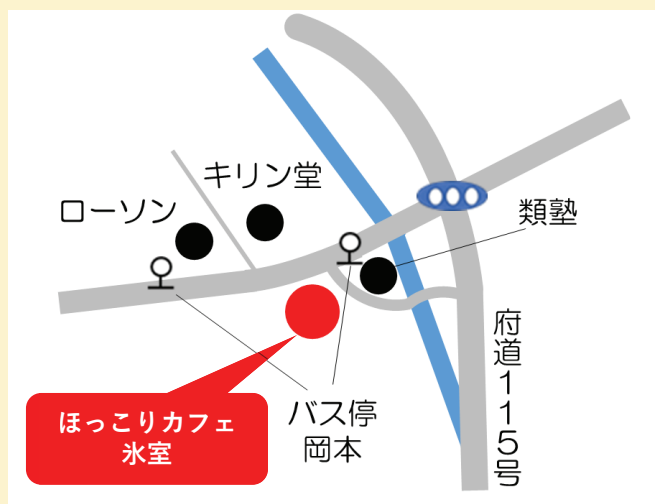 キリン堂
ローソン
類塾
府道115号
バス停
岡本
ほっこりカフェ
氷室